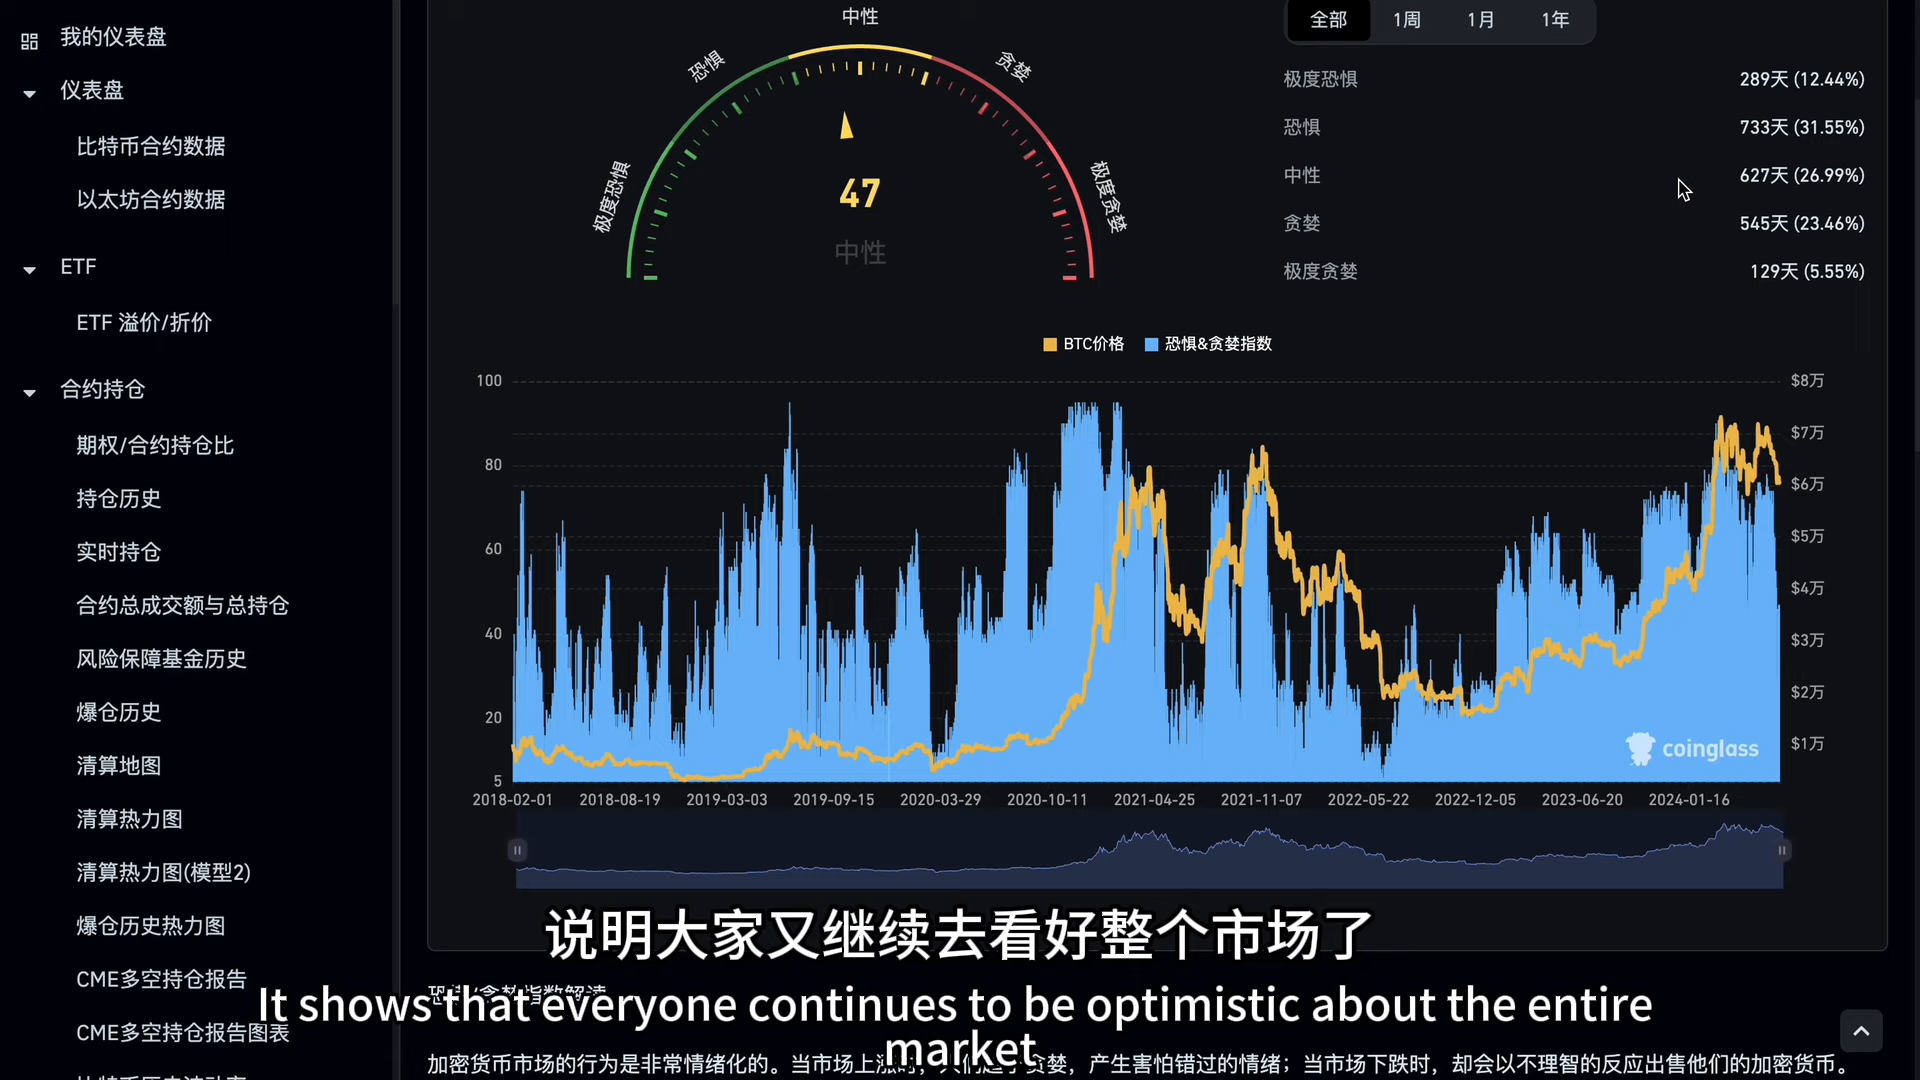 我的仪表盘
仪表盘
比特币合约数据
以太坊合约数据
ETF
ETF 溢价/折价
合约持仓
期权/合约持仓比
持仓历史
实时持仓
合约总成交额与总持仓
风险保障基金历史
爆仓历史
清算地图
清算热力图
清算热力图(模型2)
爆仓历史热力图
CME多空持仓报告
CME多空持仓报告图表
中性
恐惧
贪婪
极度恐惧
极度贪婪
47
中性
全部 1周 1月 1年
极度恐惧 289天 (12.44%)
恐惧 733天 (31.55%)
中性 627天 (26.99%)
贪婪 545天 (23.46%)
极度贪婪 129天 (5.55%)
BTC价格 恐惧&贪婪指数
100 $8万
$7万
80
$6万
60 $5万
$4万
40 $3万
$2万
20
$1万
5
coinglass
2018-02-01 2018-08-19 2019-03-03 2019-09-15 2020-03-29 2020-10-11 2021-04-25 2021-11-07 2022-05-22 2022-12-05 2023-06-20 2024-01-16
说明大家又继续去看好整个市场了
It shows that everyone continues to be optimistic about the entire
market
加密货币市场的行为是非常情绪化的。当市场上涨时，贪婪，产生害怕错过的情绪；当市场下跌时，却会以不理智的反应出售他们的加密货币。